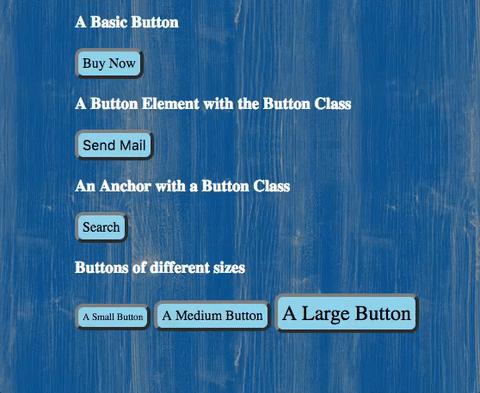 A Basic Button
Buy Now
A Button Element with the Button Class
Send Mail
An Anchor with a Button Class
Search
Buttons of different sizes
A Small Button A Medium Button A Large Button